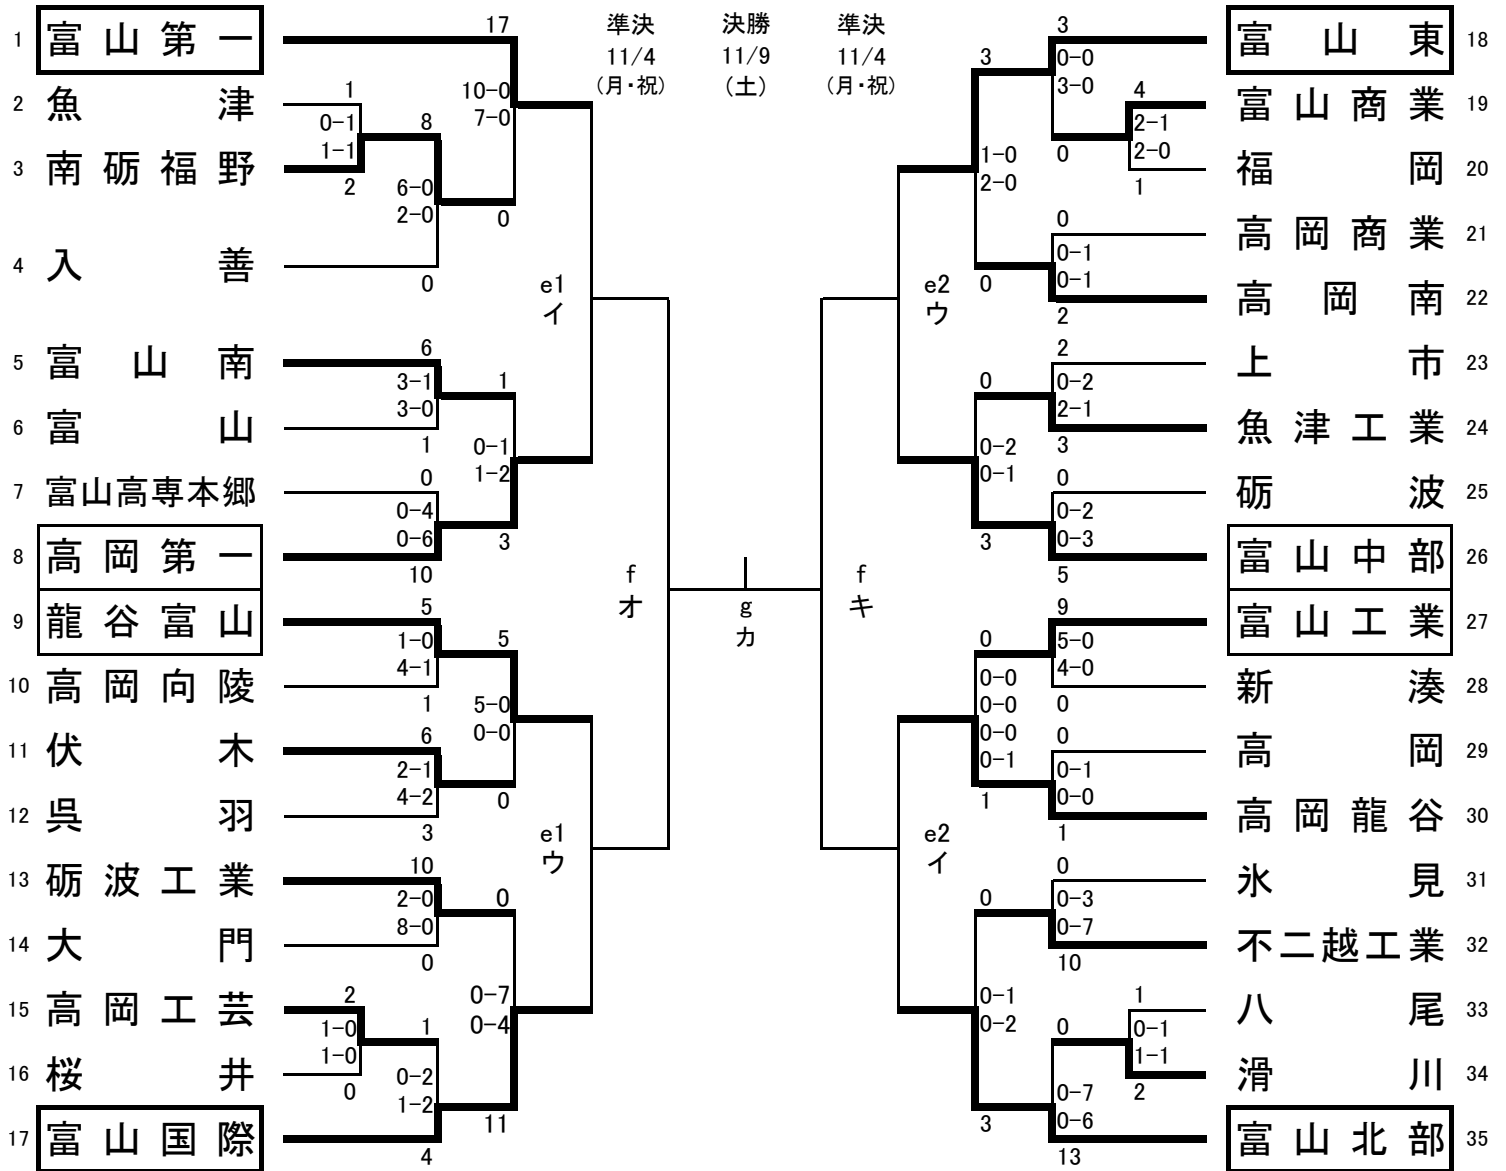 準決
11/4
(月・祝)
決勝
11/9
(土)
準決
11/4
(月・祝)
1 富山第一
17
10-0
7-0
2 魚津
1
0-1
1-1
3 南砺福野
2
8
6-0
2-0
0
4 入善
0
e1
イ
5 富山南
6
3-1
3-0
6 富山
1
1
0-1
1-2
7 富山高専本郷
0
0-4
0-6
8 高岡第一
10
3
f
オ
9 龍谷富山
5
1-0
4-1
10 高岡向陵
1
5
5-0
0-0
11 伏木
6
2-1
4-2
12 呉羽
3
0
e1
ウ
13 砺波工業
10
2-0
8-0
14 大門
0
0
0-7
0-4
15 高岡工芸
2
1-0
1-0
16 桜井
0
1
0-2
1-2
17 富山国際
4
11
g
カ
3
0-0
3-0
富山東 18
3
1-0
2-0
4
2-1
2-0
富山商業 19
0
1
福岡 20
0
0-1
0-1
高岡商業 21
0
2
高岡南 22
e2
ウ
2
0-2
2-1
上市 23
0
0-2
0-1
3
魚津工業 24
0
0-2
0-3
砺波 25
3
5
富山中部 26
f
キ
9
5-0
4-0
富山工業 27
0
0-0
0-0
0-0
0-1
0
新湊 28
0
0-1
0-0
高岡 29
1
1
高岡龍谷 30
e2
イ
0
0-3
0-7
氷見 31
0
0-1
0-2
10
不二越工業 32
1
0-1
1-1
八尾 33
0
0-7
0-6
2
滑川 34
3
13
富山北部 35